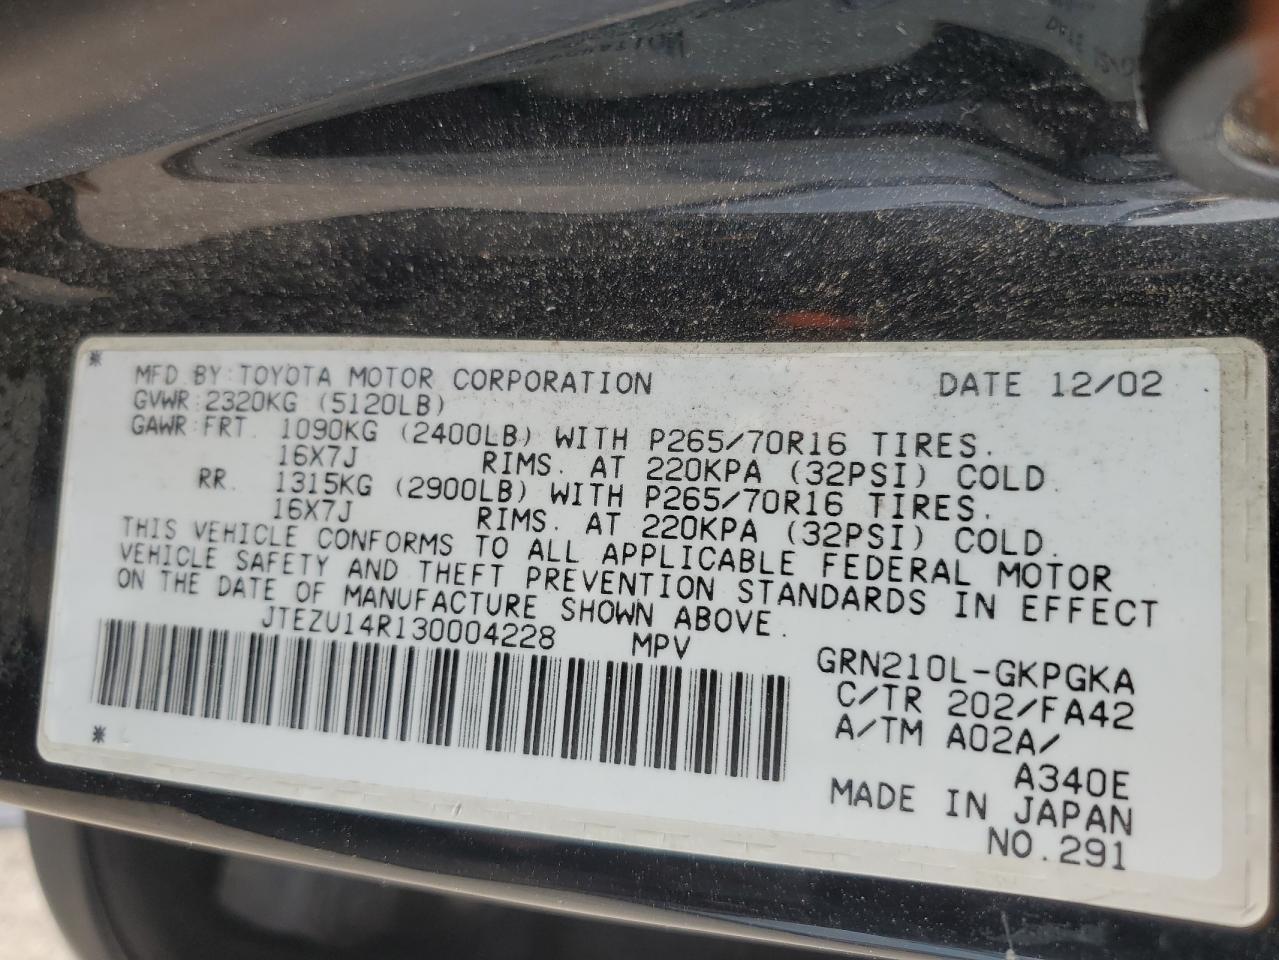 * MFD BY: TOYOTA MOTOR CORPORATION DATE 12/02
GVWR:2320KG (5120LB)
GAWR:FRT. 1090KG (2400LB) WITH P265/70R16 TIRES.
16X7J RIMS. AT 220KPA (32PSI) COLD.
RR. 1315KG (2900LB) WITH P265/70R16 TIRES.
16X7J RIMS. AT 220KPA (32PSI) COLD.
THIS VEHICLE CONFORMS TO ALL APPLICABLE FEDERAL MOTOR
VEHICLE SAFETY AND THEFT PREVENTION STANDARDS IN EFFECT
ON THE DATE OF MANUFACTURE SHOWN ABOVE.
JTEZU14R130004228 MPV
GRN210L-GKPGKA
C/TR 202/FA42
A/TM A02A/
A340E
* MADE IN JAPAN
NO.291